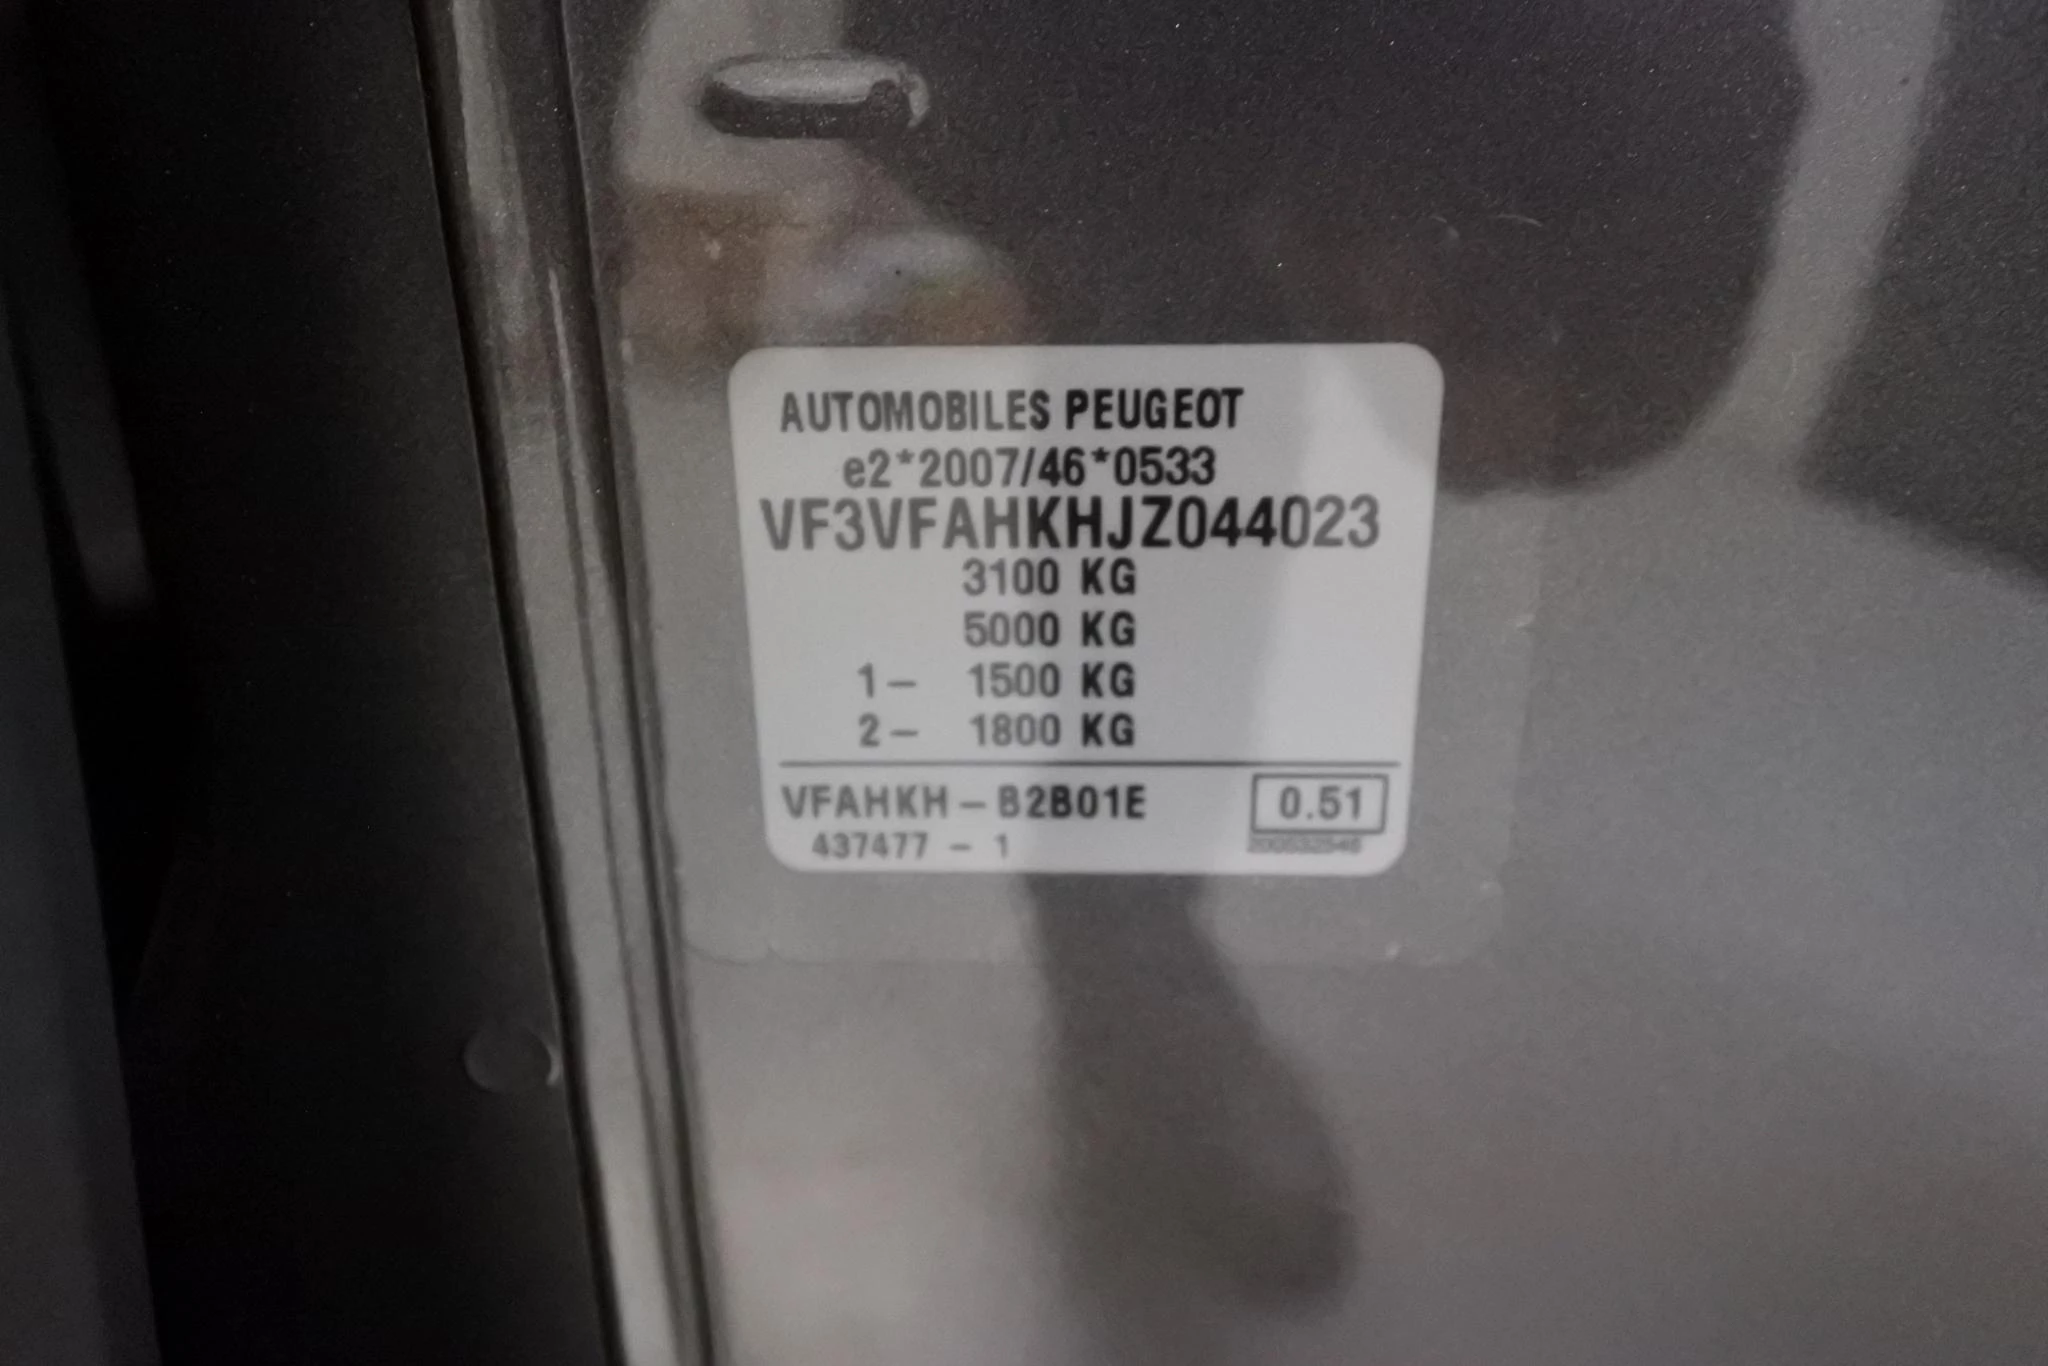 AUTOMOBILES PEUGEOT
e2*2007/46*0533
VF3VFAHKHJZ044023
3100 KG
5000 KG
1- 1500 KG
2- 1800 KG
VFAHKH-B2B01E 0.51
437477 - 1